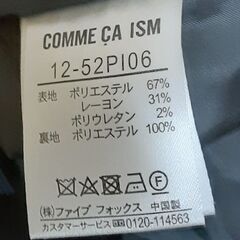 COMME ÇA ISM
12-52PI06
表地 ポリエステル 67%
レーヨン 31%
ポリウレタン 2%
裏地 ポリエステル 100%
(株)ファイブ フォックス 中国製
カスタマーサービス 0120-114563